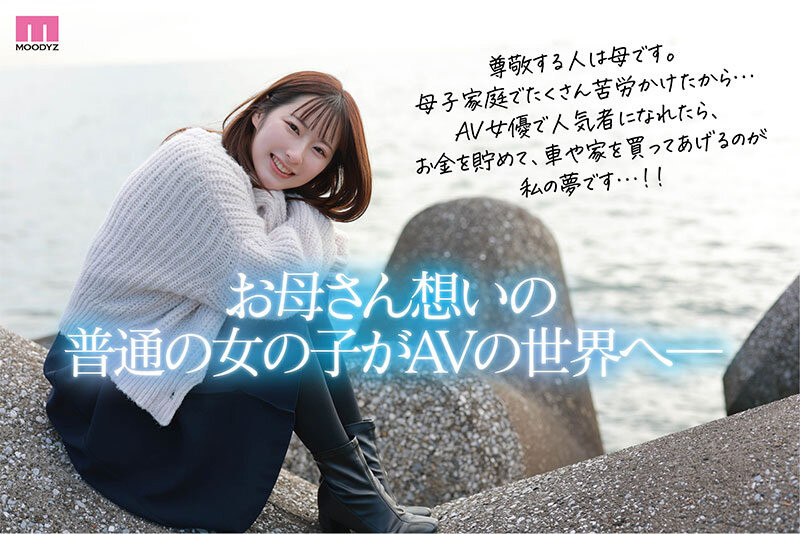 MOODYZ
尊敬する人は母です。
母子家庭でたくさん苦労かけたから…
AV女優で人気者になれたら、
お金を貯めて、車や家を買ってあげるのが
私の夢です…!!
お母さん想いの
普通の女の子がAVの世界へ―